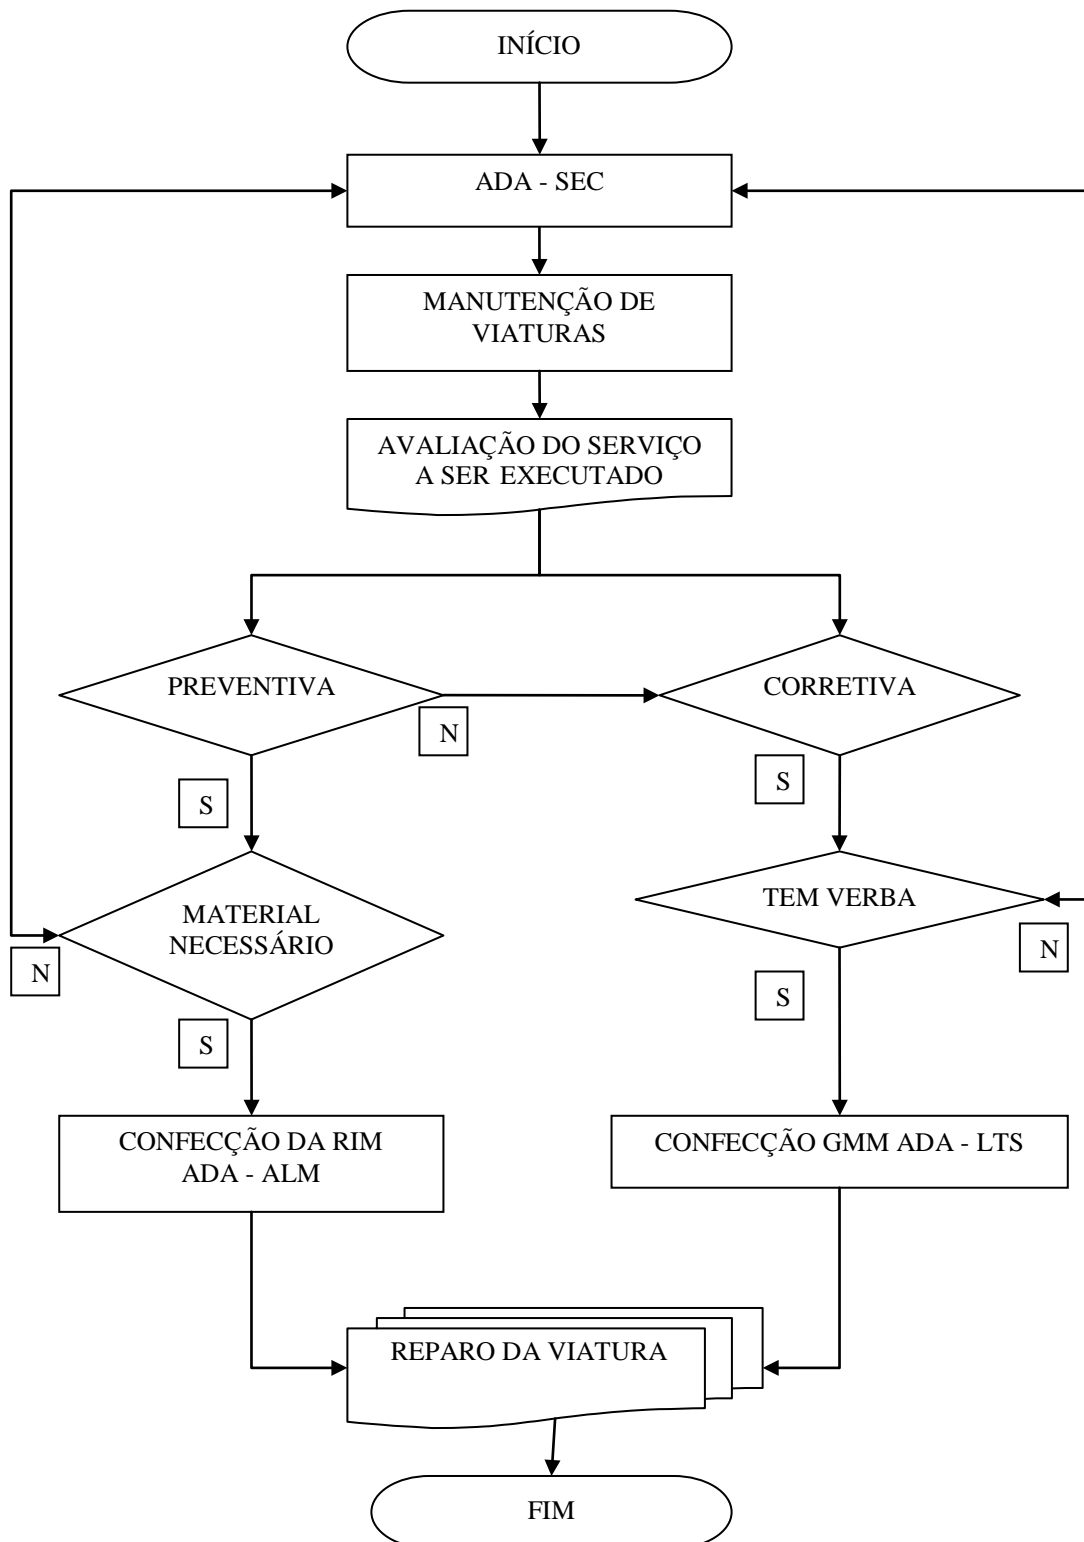 INÍCIO
ADA - SEC
MANUTENÇÃO DE
VIATURAS
AVALIAÇÃO DO SERVIÇO
A SER EXECUTADO
PREVENTIVA
CORRETIVA
N
S
S
MATERIAL
NECESSÁRIO
TEM VERBA
N
N
S
S
CONFECÇÃO DA RIM
ADA - ALM
CONFECÇÃO GMM ADA - LTS
REPARO DA VIATURA
FIM